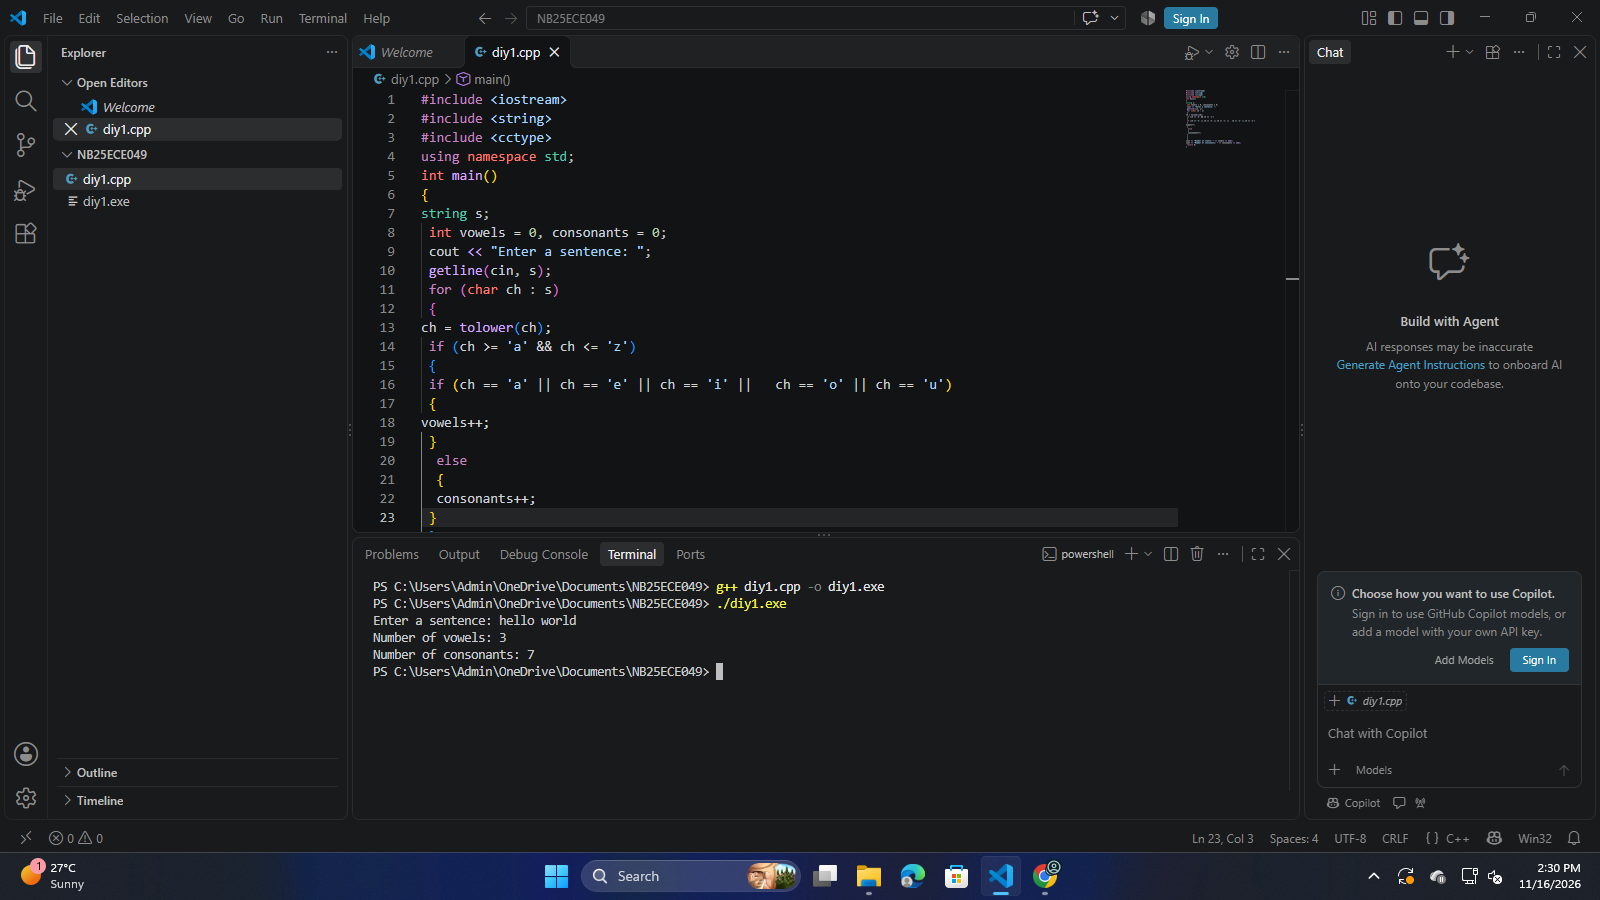 File Edit Selection View Go Run Terminal Help
NB25ECE049
Sign In
Explorer
Open Editors
Welcome
diy1.cpp
NB25ECE049
diy1.cpp
diy1.exe
Outline
Timeline
Welcome diy1.cpp
diy1.cpp > main()
1 #include <iostream>
2 #include <string>
3 #include <cctype>
4 using namespace std;
5 int main()
6 {
7 string s;
8 int vowels = 0, consonants = 0;
9 cout << "Enter a sentence: ";
10 getline(cin, s);
11 for (char ch : s)
12 {
13 ch = tolower(ch);
14 if (ch >= 'a' && ch <= 'z')
15 {
16 if (ch == 'a' || ch == 'e' || ch == 'i' ||   ch == 'o' || ch == 'u')
17 {
18 vowels++;
19 }
20 else
21 {
22 consonants++;
23 }
Problems Output Debug Console Terminal Ports
powershell
PS C:\Users\Admin\OneDrive\Documents\NB25ECE049> g++ diy1.cpp -o diy1.exe
PS C:\Users\Admin\OneDrive\Documents\NB25ECE049> ./diy1.exe
Enter a sentence: hello world
Number of vowels: 3
Number of consonants: 7
PS C:\Users\Admin\OneDrive\Documents\NB25ECE049>
Chat
Build with Agent
AI responses may be inaccurate
Generate Agent Instructions to onboard AI
onto your codebase.
Choose how you want to use Copilot.
Sign in to use GitHub Copilot models, or
add a model with your own API key.
Add Models Sign In
diy1.cpp
Chat with Copilot
Models
Copilot
0 0
Ln 23, Col 3 Spaces: 4 UTF-8 CRLF {} C++ Win32
1
27°C
Sunny
Search
2:30 PM
11/16/2026